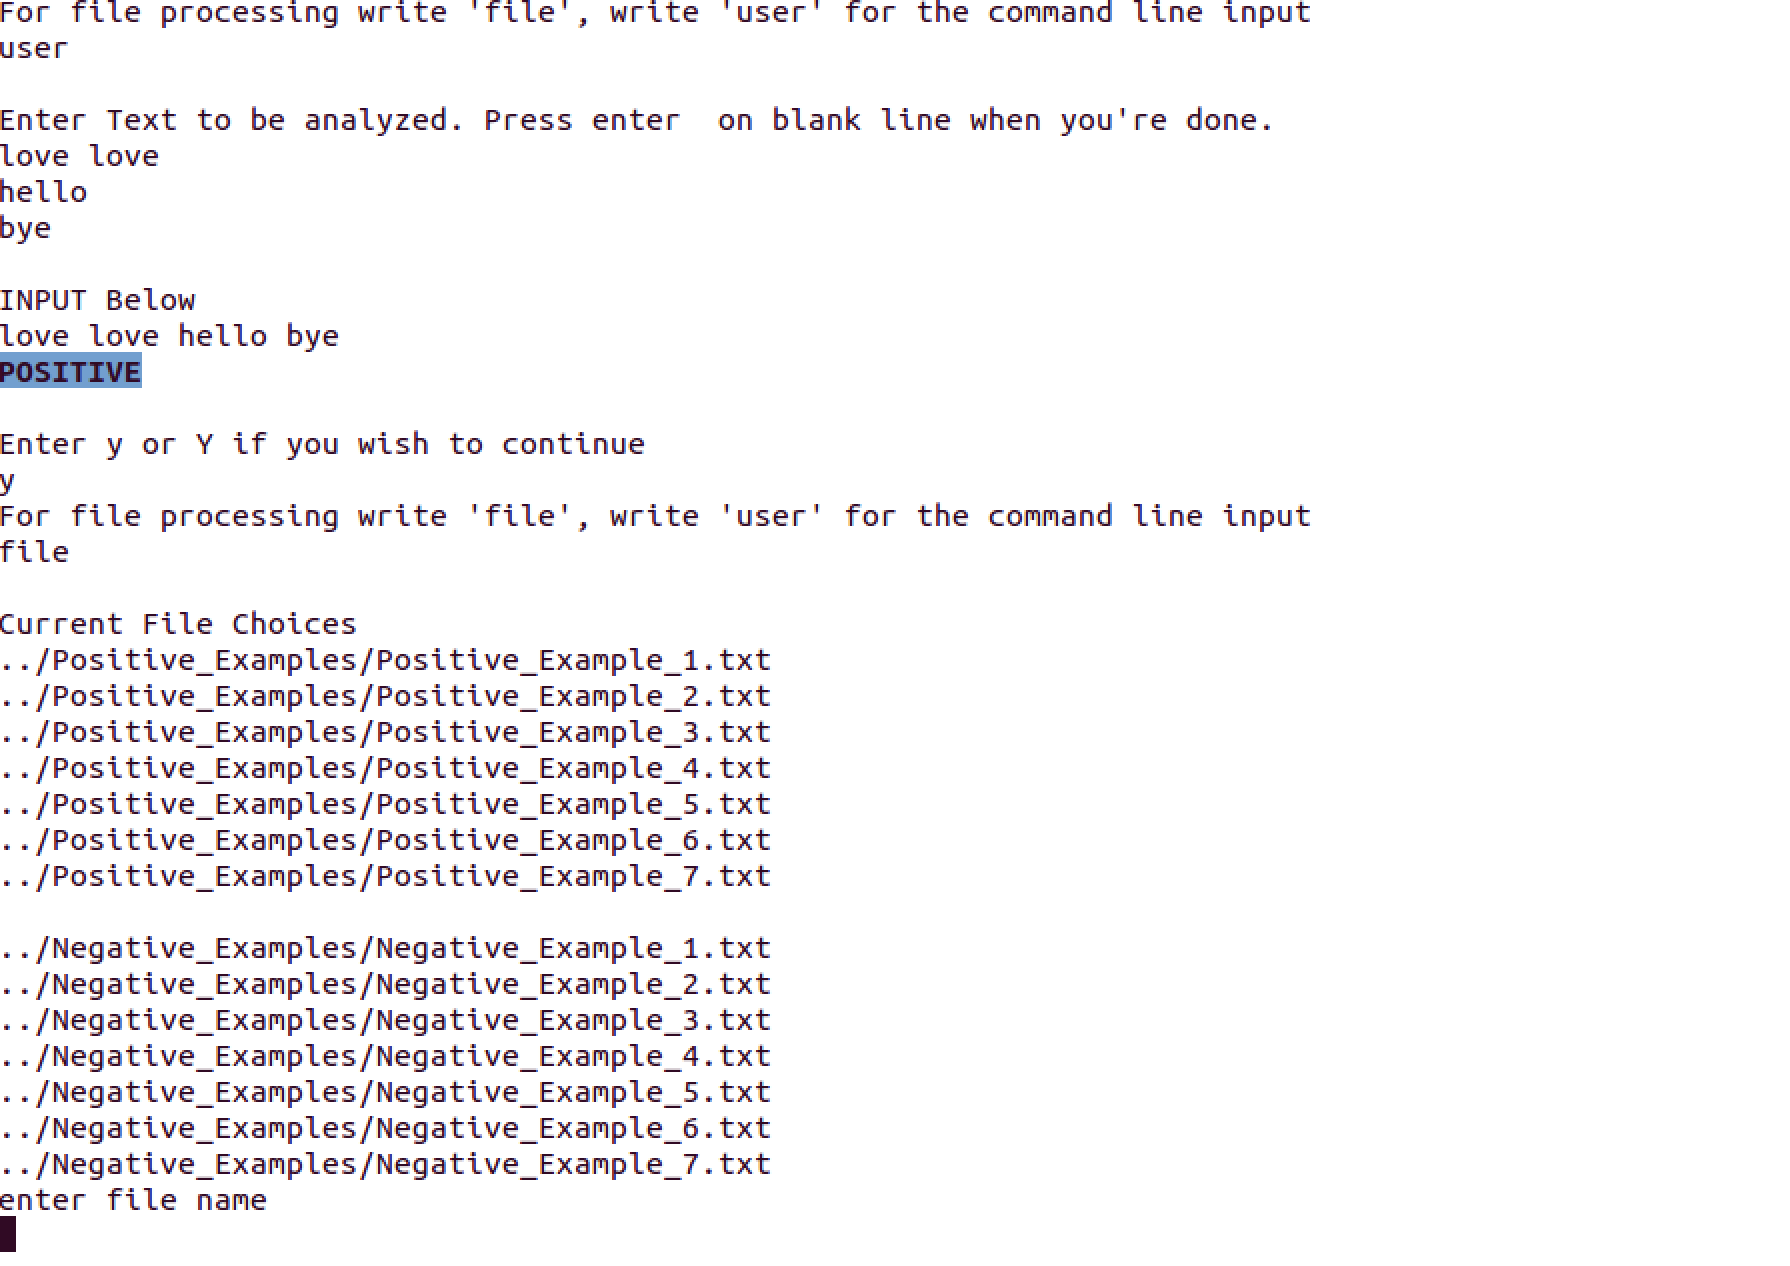 For file processing write 'file', write 'user' for the command line input
user
Enter Text to be analyzed. Press enter  on blank line when you're done.
love love
hello
bye
INPUT Below
love love hello bye
POSITIVE
Enter y or Y if you wish to continue
y
For file processing write 'file', write 'user' for the command line input
file
Current File Choices
../Positive_Examples/Positive_Example_1.txt
../Positive_Examples/Positive_Example_2.txt
../Positive_Examples/Positive_Example_3.txt
../Positive_Examples/Positive_Example_4.txt
../Positive_Examples/Positive_Example_5.txt
../Positive_Examples/Positive_Example_6.txt
../Positive_Examples/Positive_Example_7.txt
../Negative_Examples/Negative_Example_1.txt
../Negative_Examples/Negative_Example_2.txt
../Negative_Examples/Negative_Example_3.txt
../Negative_Examples/Negative_Example_4.txt
../Negative_Examples/Negative_Example_5.txt
../Negative_Examples/Negative_Example_6.txt
../Negative_Examples/Negative_Example_7.txt
enter file name